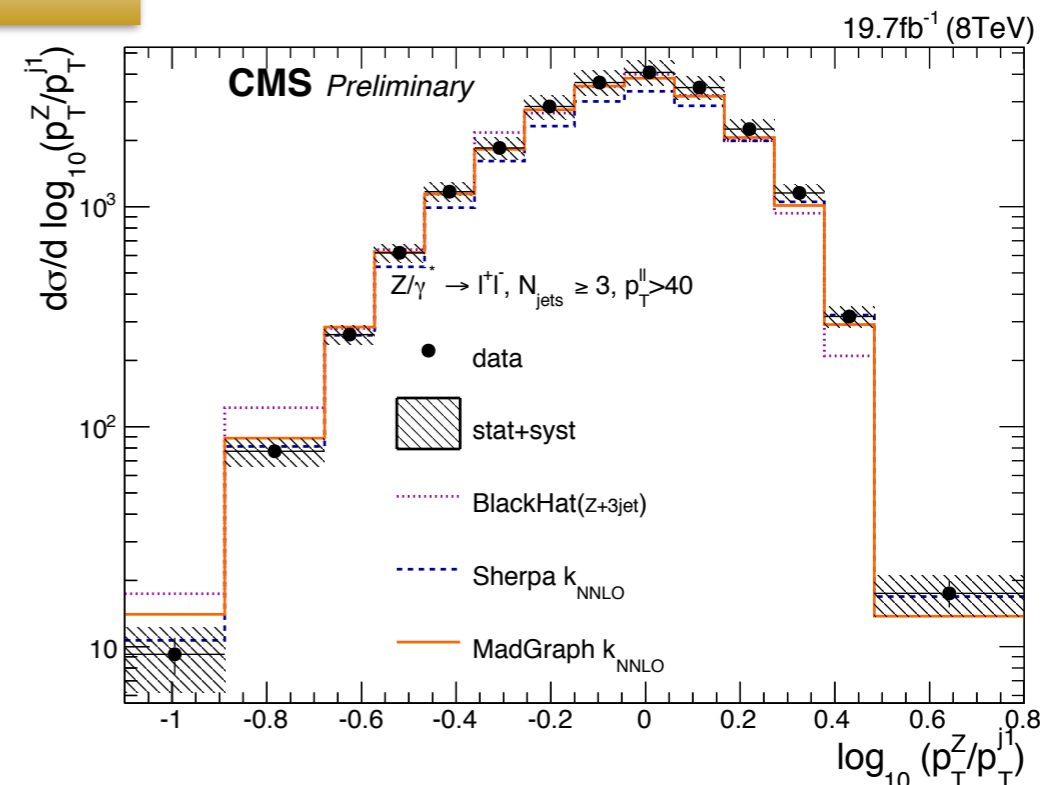 19.7fb⁻¹ (8TeV)
CMS Preliminary
dσ/d log₁₀(p_T^Z/p_T^j1)
10³
10²
10
Z/γ* → l⁺l⁻, N_jets ≥ 3, p_T^ll>40
data
stat+syst
BlackHat(Z+3jet)
Sherpa k_NNLO
MadGraph k_NNLO
-1 -0.8 -0.6 -0.4 -0.2 0 0.2 0.4 0.6 0.8
log₁₀ (p_T^Z/p_T^j1)